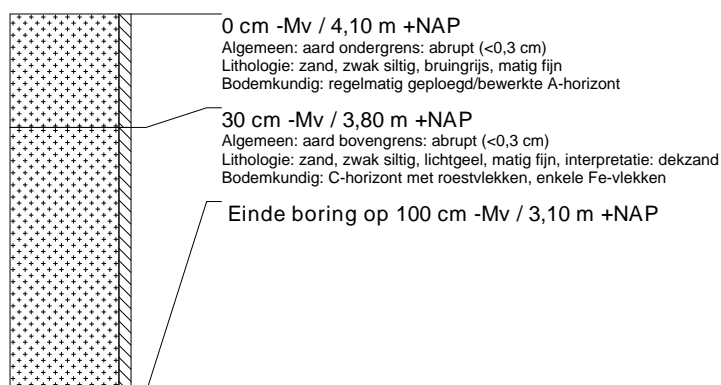 0 cm -Mv / 4,10 m +NAP
Algemeen: aard ondergrens: abrupt (<0,3 cm)
Lithologie: zand, zwak siltig, bruingrijs, matig fijn
Bodemkundig: regelmatig geploegd/bewerkte A-horizont
30 cm -Mv / 3,80 m +NAP
Algemeen: aard bovengrens: abrupt (<0,3 cm)
Lithologie: zand, zwak siltig, lichtgeel, matig fijn, interpretatie: dekzand
Bodemkundig: C-horizont met roestvlekken, enkele Fe-vlekken
Einde boring op 100 cm -Mv / 3,10 m +NAP